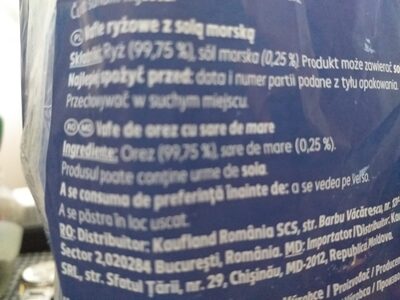 PL Wafle ryżowe z solą morską
Składniki: Ryż (99,75 %), sól morska (0,25 %). Produkt może zawierać
Najlepiej spożyć przed: data i numer partii podane z tyłu opakowania.
Przechowywać w suchym miejscu.
RO MD Vafe de orez cu sare de mare
Ingrediente: Orez (99,75 %), sare de mare (0,25 %).
Produsul poate conține urme de soia.
A se consuma de preferință înainte de: a se vedea pe verso.
A se păstra în loc uscat.
RO: Distribuitor: Kaufland România SCS, str. Barbu Văcărescu, nr.
Sector 2,020284 București, România. MD: Importator/Distribuitor:
SRL, str. Sfatul Țării, nr. 29, Chișinău, MD-2012, Republica Moldova.